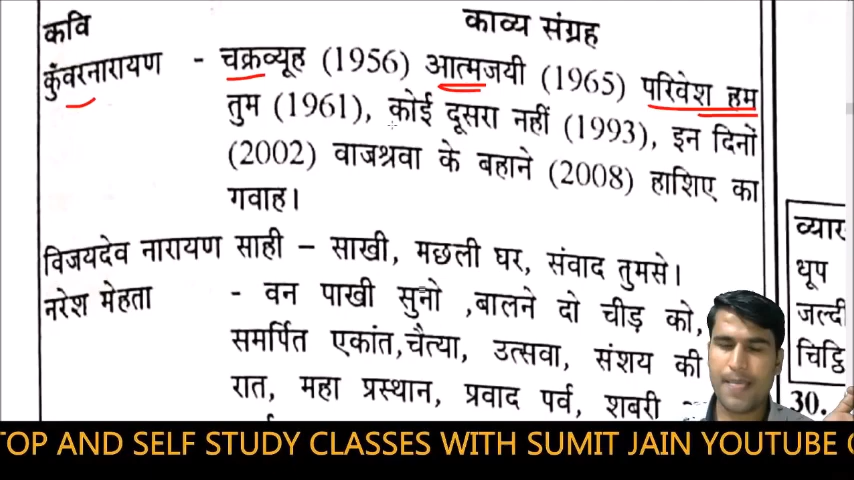 कवि काव्य संग्रह
कुंवरनारायण - चक्रव्यूह (1956) आत्मजयी (1965) परिवेश हम
तुम (1961), कोई दूसरा नहीं (1993), इन दिनों
(2002) वाजश्रवा के बहाने (2008) हाशिए का
गवाह।
विजयदेव नारायण साही – साखी, मछली घर, संवाद तुमसे।
नरेश मेहता - वन पाखी सुनो ,बालने दो चीड़ को,
समर्पित एकांत,चैत्या, उत्सवा, संशय की
रात, महा प्रस्थान, प्रवाद पर्व, शबरी -
धूप
जल्दी
चिट्ठि
30.
TOP AND SELF STUDY CLASSES WITH SUMIT JAIN YOUTUBE